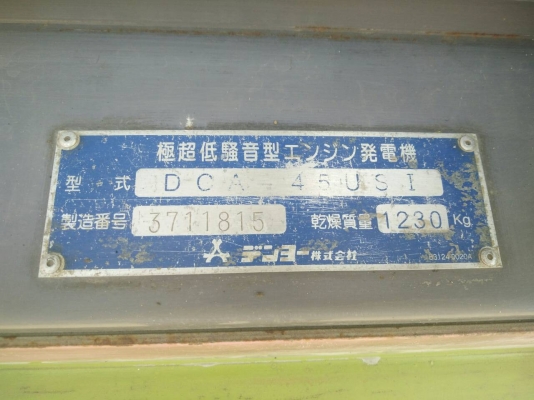 極超低騒音型エンジン発電機
型式 DCA-45USI
製造番号 3711815 乾燥質量 1230 Kg
デンヨー株式会社